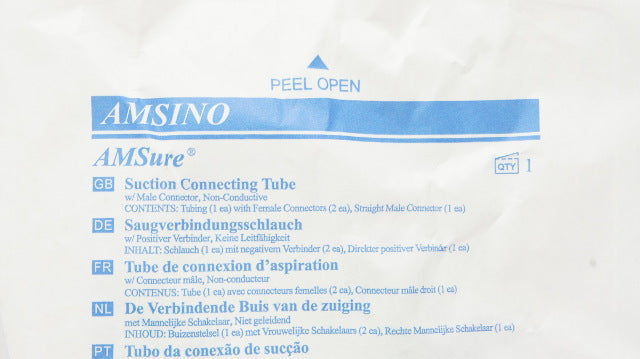 PEEL OPEN
AMSINO
AMSure®
QTY 1
GB Suction Connecting Tube
w/ Male Connector, Non-Conductive
CONTENTS: Tubing (1 ea) with Female Connectors (2 ea), Straight Male Connector (1 ea)
DE Saugverbindungsschlauch
w/ Positiver Verbinder, Keine Leitfähigkeit
INHALT: Schlauch (1 ea) mit negativem Verbinder (2 ea), Direkter positiver Verbinder (1 ea)
FR Tube de connexion d'aspiration
w/ Connecteur mâle, Non-conducteur
CONTENUS: Tube (1 ea) avec connecteurs femelles (2 ea), Connecteur mâle droit (1 ea)
NL De Verbindende Buis van de zuiging
met Mannelijke Schakelaar, Niet geleidend
INHOUD: Buizenstelsel (1 ea) met Vrouwelijke Schakelaars (2 ea), Rechte Mannelijke Schakelaar (1 ea)
PT Tubo da conexão de sucção